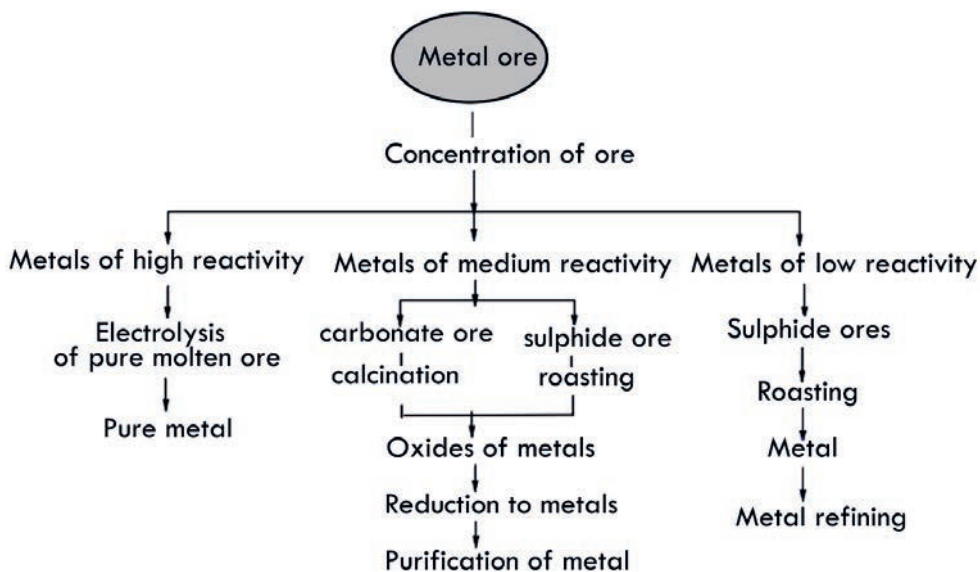 Metal ore
Concentration of ore
Metals of high reactivity
Electrolysis
of pure molten ore
Pure metal
Metals of medium reactivity
carbonate ore
calcination
sulphide ore
roasting
Oxides of metals
Reduction to metals
Purification of metal
Metals of low reactivity
Sulphide ores
Roasting
Metal
Metal refining